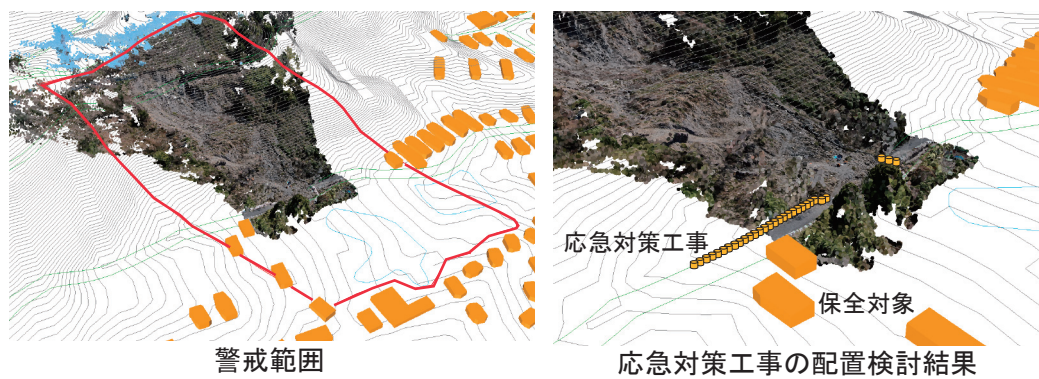 応急対策工事
保全対象
警戒範囲
応急対策工事の配置検討結果